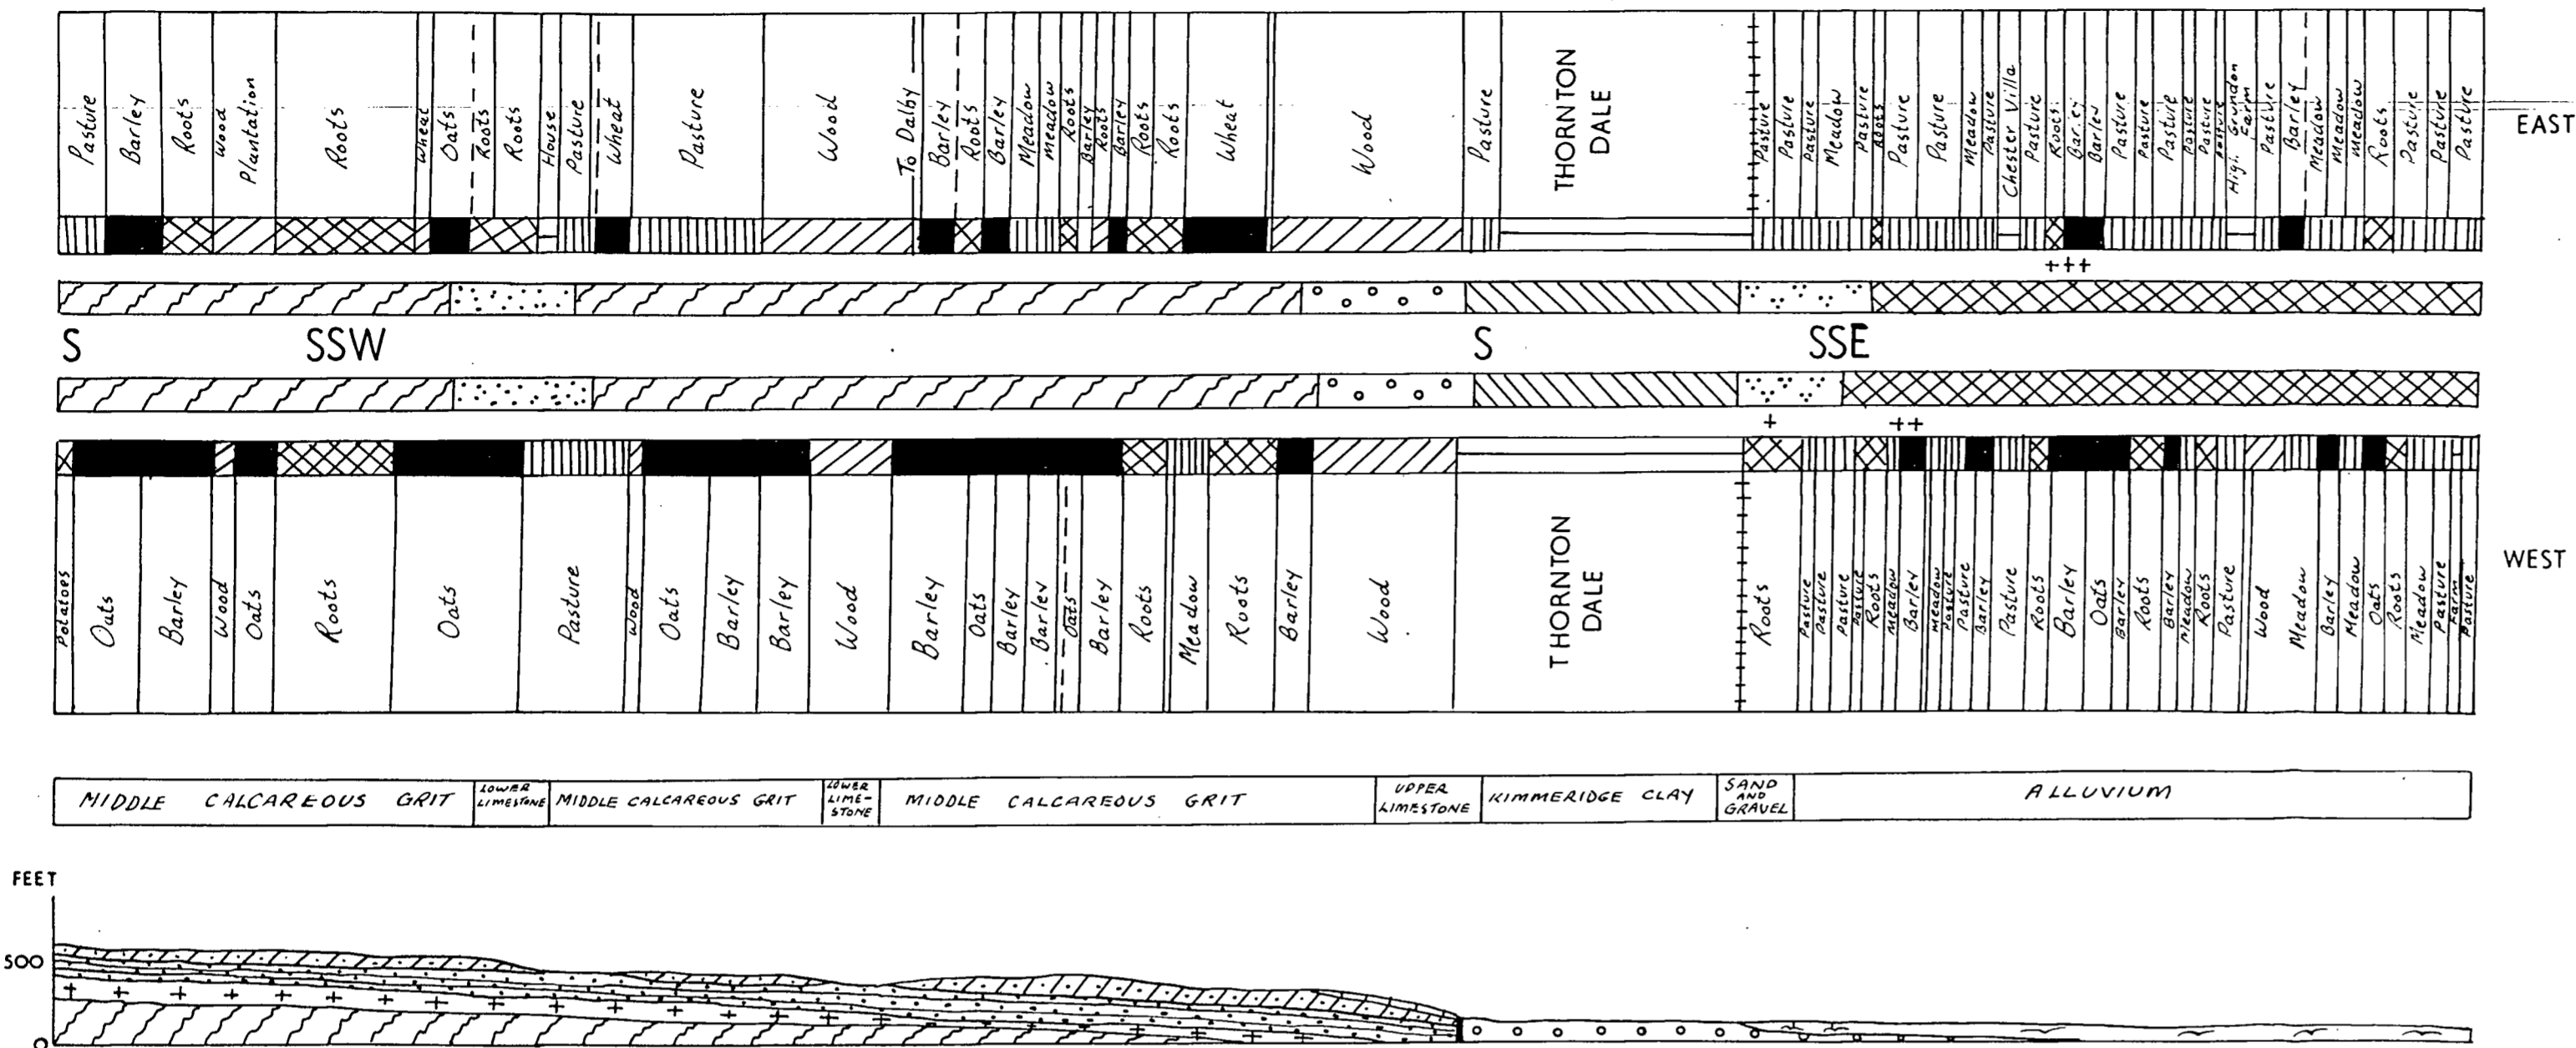 Pasture
Barley
Roots
Wood
Plantation
Roots
Wheat
Oats
Roots
Roots
House
Pasture
Wheat
Pasture
Wood
To Dalby
Barley
Roots
Barley
Meadow
Meadow
Roots
Barley
Roots
Barley
Roots
Roots
Wheat
Wood
Pasture
THORNTON
DALE
Pasture
Pasture
Pasture
Meadow
Pasture
Roots
Pasture
Pasture
Meadow
Pasture
Chester Villa
Pasture
Roots
Barley
Barley
Pasture
Pasture
Pasture
Pasture
Pasture
Pasture
High Grundon
Farm
Pasture
Barley
Meadow
Meadow
Meadow
Roots
Pasture
Pasture
Pasture
EAST
S
SSW
S
SSE
Potatoes
Oats
Barley
Wood
Oats
Roots
Oats
Pasture
Wood
Oats
Barley
Barley
Wood
Barley
Oats
Barley
Barley
Oats
Barley
Roots
Meadow
Roots
Barley
Wood
THORNTON
DALE
Roots
Pasture
Pasture
Pasture
Pasture
Roots
Meadow
Barley
Meadow
Pasture
Pasture
Barley
Pasture
Roots
Barley
Oats
Barley
Roots
Barley
Meadow
Roots
Pasture
Wood
Meadow
Barley
Meadow
Oats
Roots
Meadow
Pasture
Farm
Pasture
WEST
MIDDLE CALCAREOUS GRIT
LOWER
LIMESTONE
MIDDLE CALCAREOUS GRIT
LOWER
LIME-
STONE
MIDDLE CALCAREOUS GRIT
UPPER
LIMESTONE
KIMMERIDGE CLAY
SAND
AND
GRAVEL
ALLUVIUM
FEET
500
0